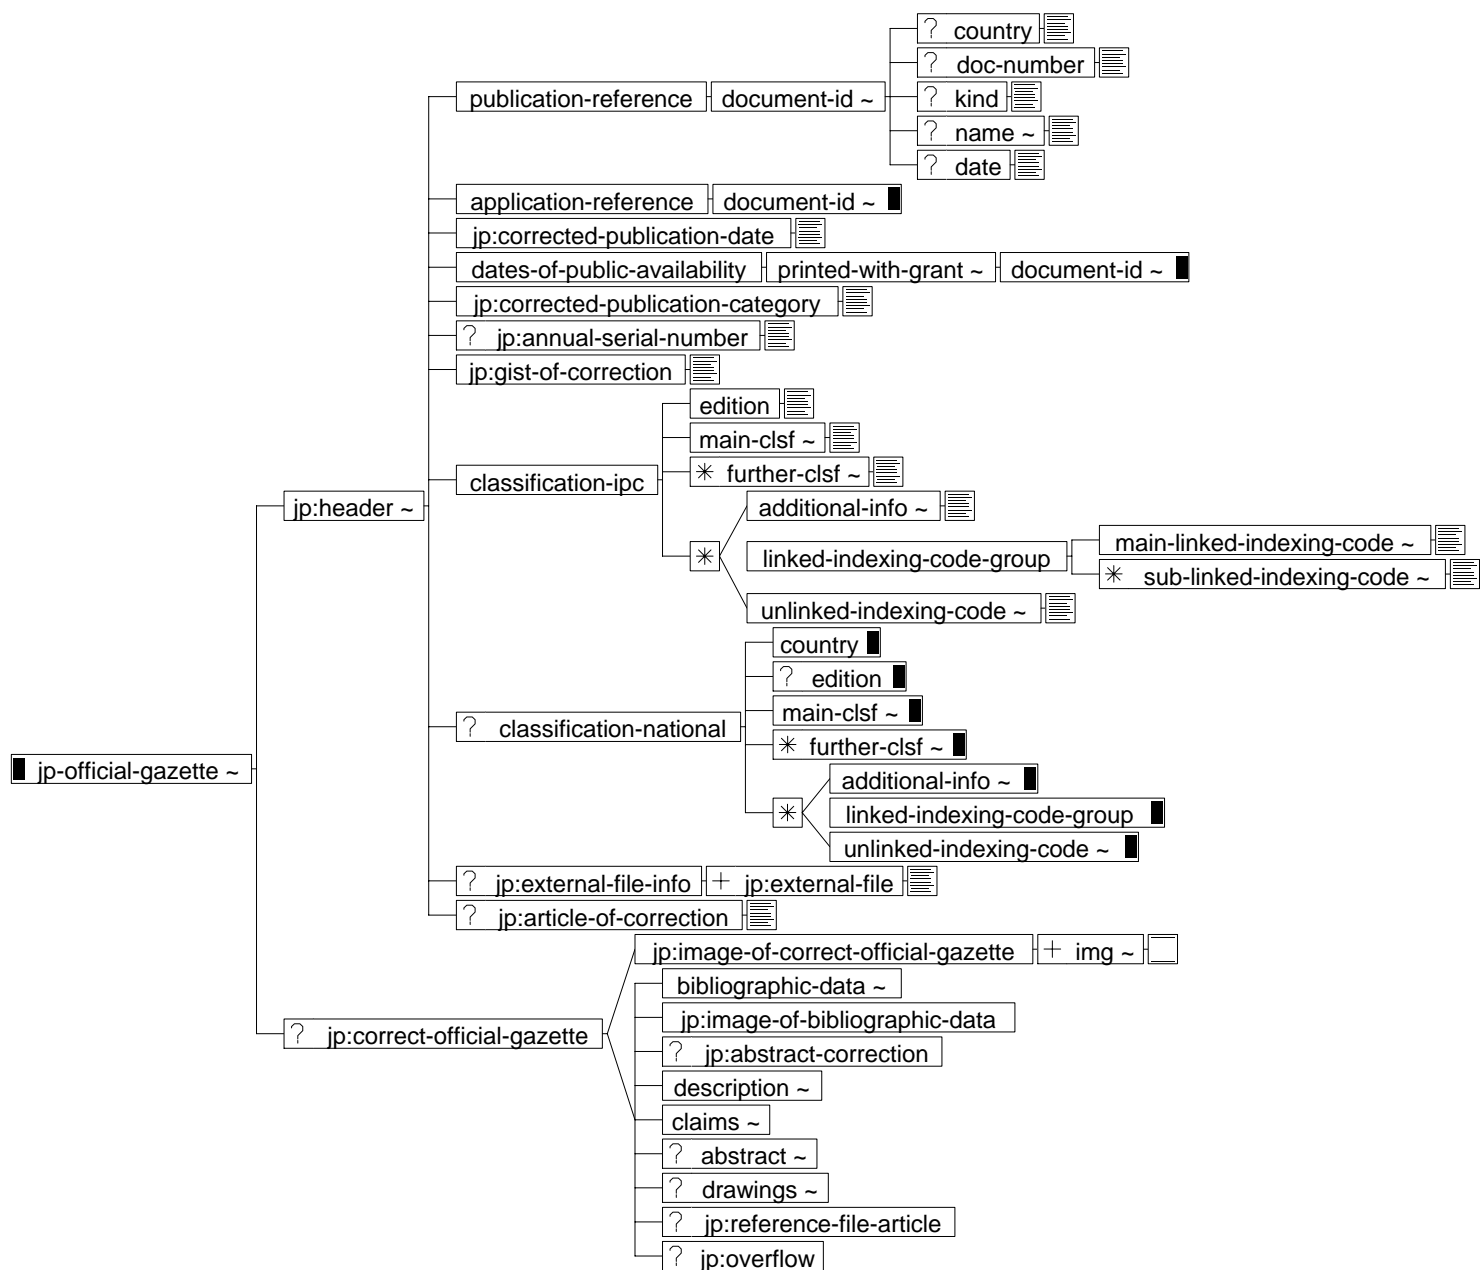 ? country
? doc-number
publication-reference document-id ~ ? kind
? name ~
? date
application-reference document-id ~
jp:corrected-publication-date
dates-of-public-availability printed-with-grant ~ document-id ~
jp:corrected-publication-category
? jp:annual-serial-number
jp:gist-of-correction
edition
main-clsf ~
* further-clsf ~
classification-ipc
additional-info ~
jp:header ~
main-linked-indexing-code ~
* linked-indexing-code-group
* sub-linked-indexing-code ~
unlinked-indexing-code ~
country
? edition
main-clsf ~
? classification-national
* further-clsf ~
jp-official-gazette ~
additional-info ~
* linked-indexing-code-group
unlinked-indexing-code ~
? jp:external-file-info + jp:external-file
? jp:article-of-correction
jp:image-of-correct-official-gazette + img ~
bibliographic-data ~
jp:image-of-bibliographic-data
? jp:correct-official-gazette
? jp:abstract-correction
description ~
claims ~
? abstract ~
? drawings ~
? jp:reference-file-article
? jp:overflow